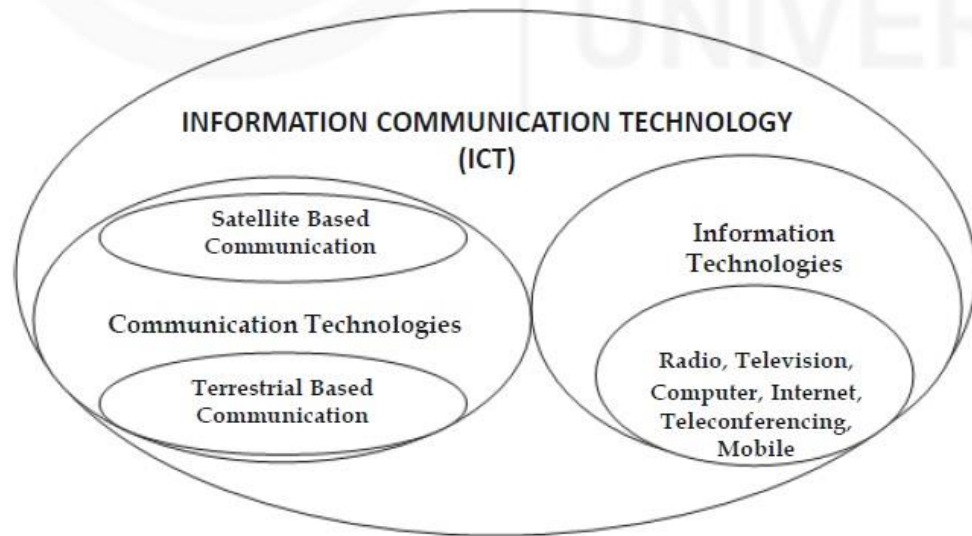 INFORMATION COMMUNICATION TECHNOLOGY
(ICT)
Satellite Based
Communication
Communication Technologies
Terrestrial Based
Communication
Information
Technologies
Radio, Television,
Computer, Internet,
Teleconferencing,
Mobile